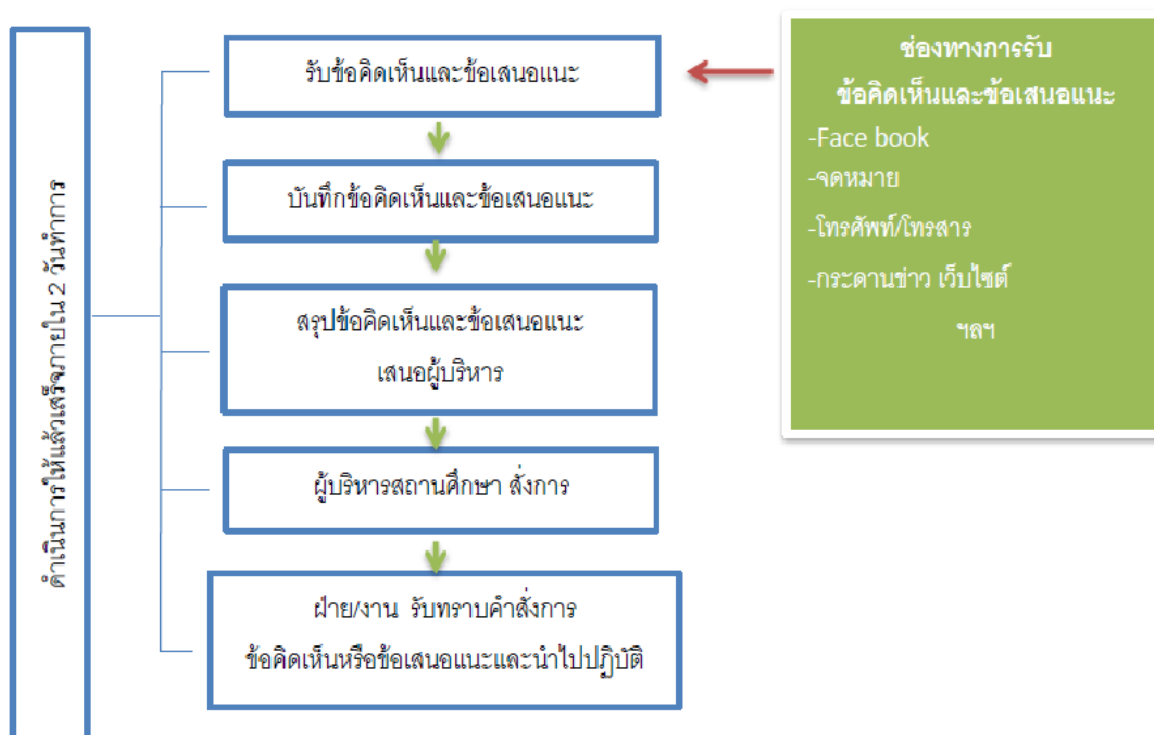 ดำเนินการให้แล้วเสร็จภายใน 2 วันทำการ
รับข้อคิดเห็นและข้อเสนอแนะ
บันทึกข้อคิดเห็นและข้อเสนอแนะ
สรุปข้อคิดเห็นและข้อเสนอแนะ
เสนอผู้บริหาร
ผู้บริหารสถานศึกษา สั่งการ
ฝ่าย/งาน รับทราบคำสั่งการ
ข้อคิดเห็นหรือข้อเสนอแนะและนำไปปฏิบัติ
ช่องทางการรับ
ข้อคิดเห็นและข้อเสนอแนะ
-Face book
-จดหมาย
-โทรศัพท์/โทรสาร
-กระดานข่าว เว็บไซต์
ฯลฯ